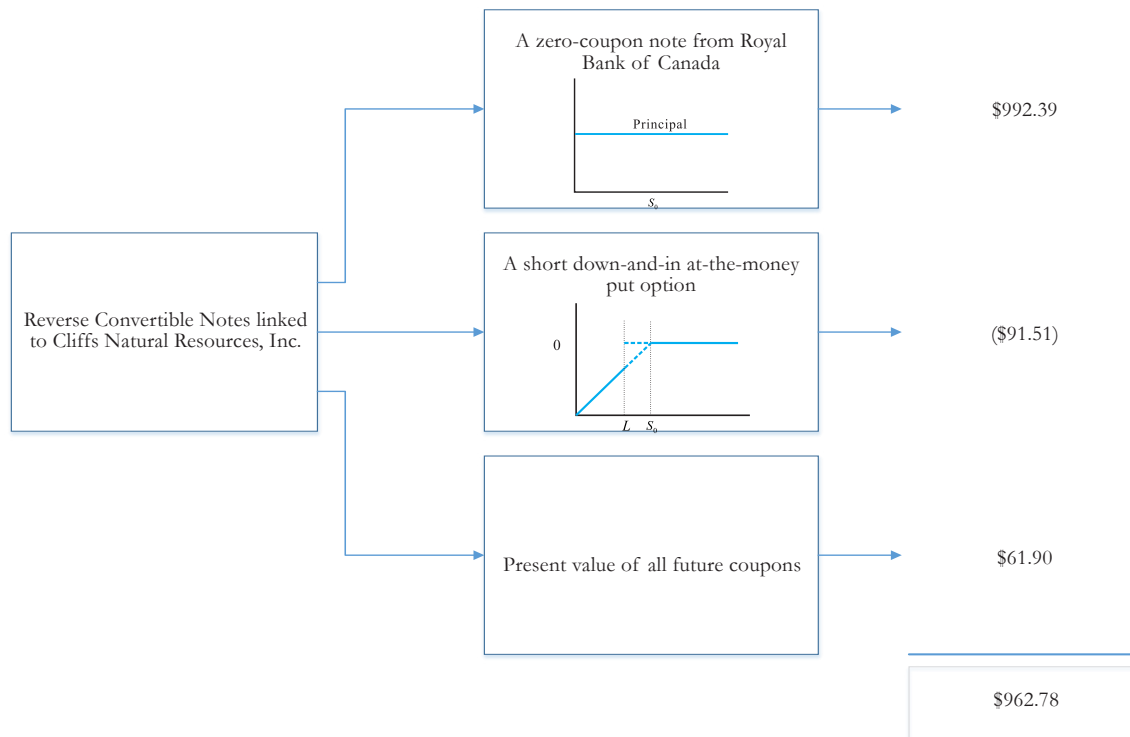 A zero-coupon note from Royal
Bank of Canada
Principal
S₀
$992.39
Reverse Convertible Notes linked
to Cliffs Natural Resources, Inc.
A short down-and-in at-the-money
put option
0
L S₀
($91.51)
Present value of all future coupons
$61.90
$962.78